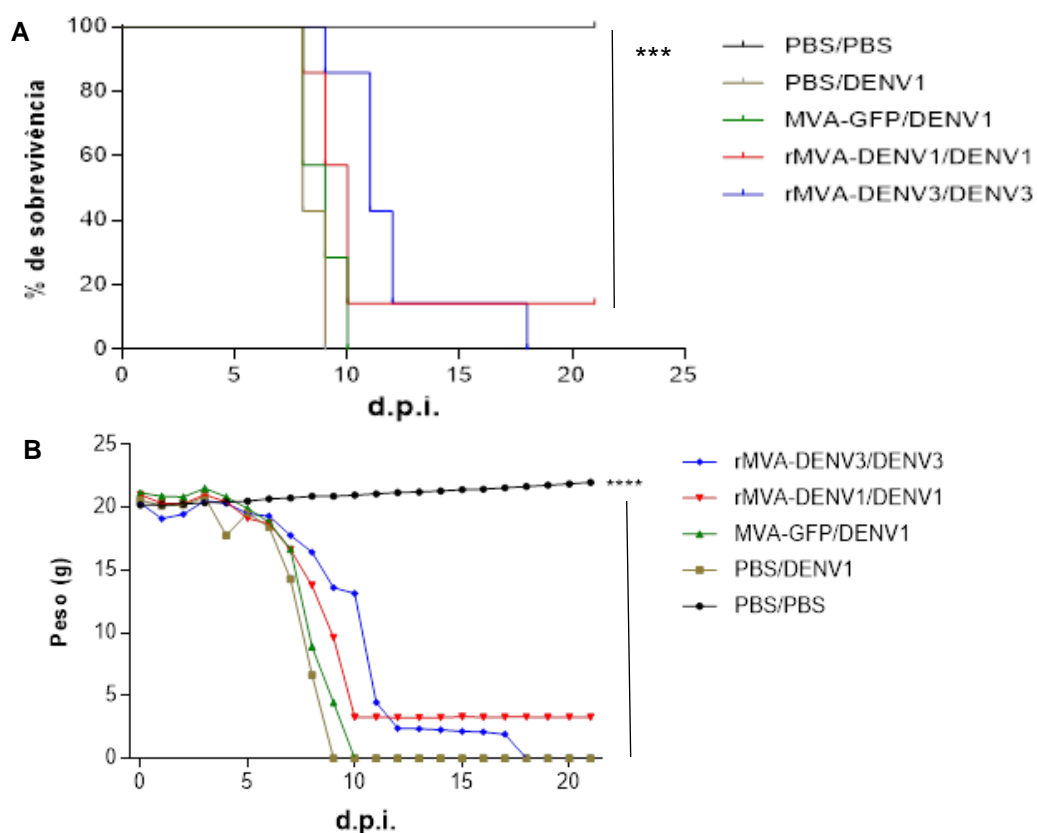 A
100
80
60
40
20
0
% de sobrevivência
0 5 10 15 20 25
d.p.i.
***
PBS/PBS
PBS/DENV1
MVA-GFP/DENV1
rMVA-DENV1/DENV1
rMVA-DENV3/DENV3
B
25
20
15
10
5
0
Peso (g)
0 5 10 15 20
d.p.i.
****
rMVA-DENV3/DENV3
rMVA-DENV1/DENV1
MVA-GFP/DENV1
PBS/DENV1
PBS/PBS